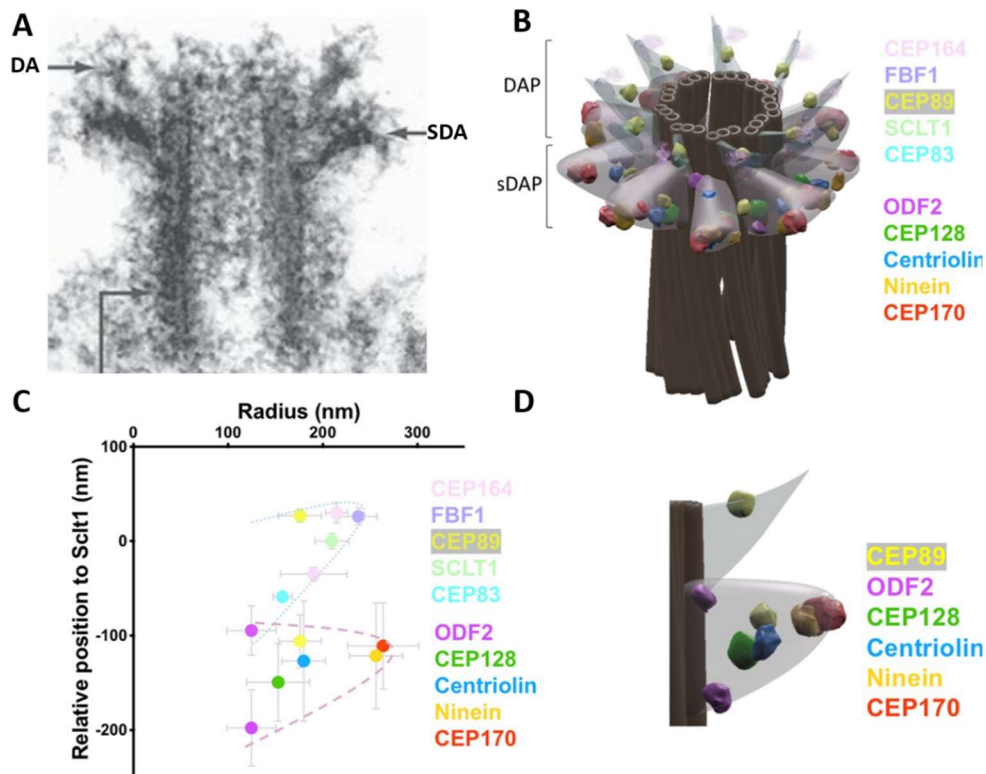 A
DA
SDA
B
DAP
sDAP
CEP164
FBF1
CEP89
SCLT1
CEP83
ODF2
CEP128
Centriolin
Ninein
CEP170
C
Radius (nm)
0 100 200 300
Relative position to Sclt1 (nm)
100
0
-100
-200
CEP164
FBF1
CEP89
SCLT1
CEP83
ODF2
CEP128
Centriolin
Ninein
CEP170
D
CEP89
ODF2
CEP128
Centriolin
Ninein
CEP170